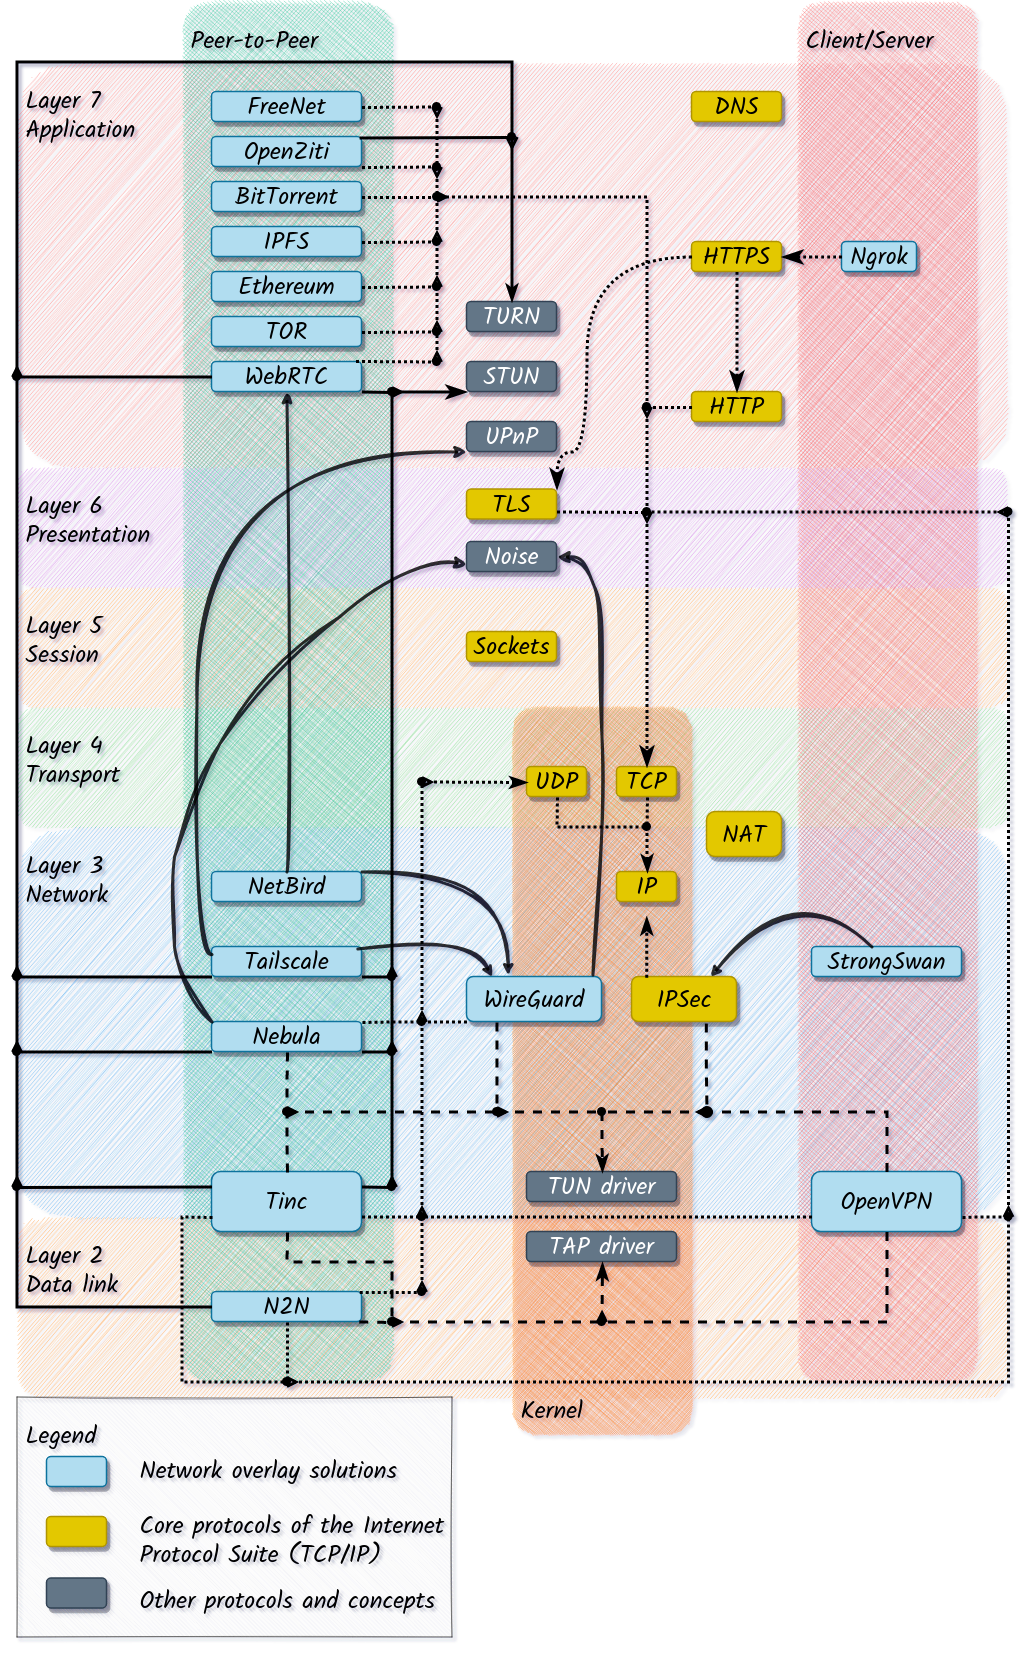 Peer-to-Peer
Client/Server
Layer 7
Application
FreeNet
DNS
OpenZiti
BitTorrent
IPFS
HTTPS
Ngrok
Ethereum
TURN
TOR
WebRTC
STUN
HTTP
UPnP
Layer 6
Presentation
TLS
Noise
Layer 5
Session
Sockets
Layer 4
Transport
UDP
TCP
NAT
Layer 3
Network
NetBird
IP
Tailscale
StrongSwan
WireGuard
IPSec
Nebula
TUN driver
Tinc
OpenVPN
Layer 2
Data link
TAP driver
N2N
Kernel
Legend
Network overlay solutions
Core protocols of the Internet
Protocol Suite (TCP/IP)
Other protocols and concepts